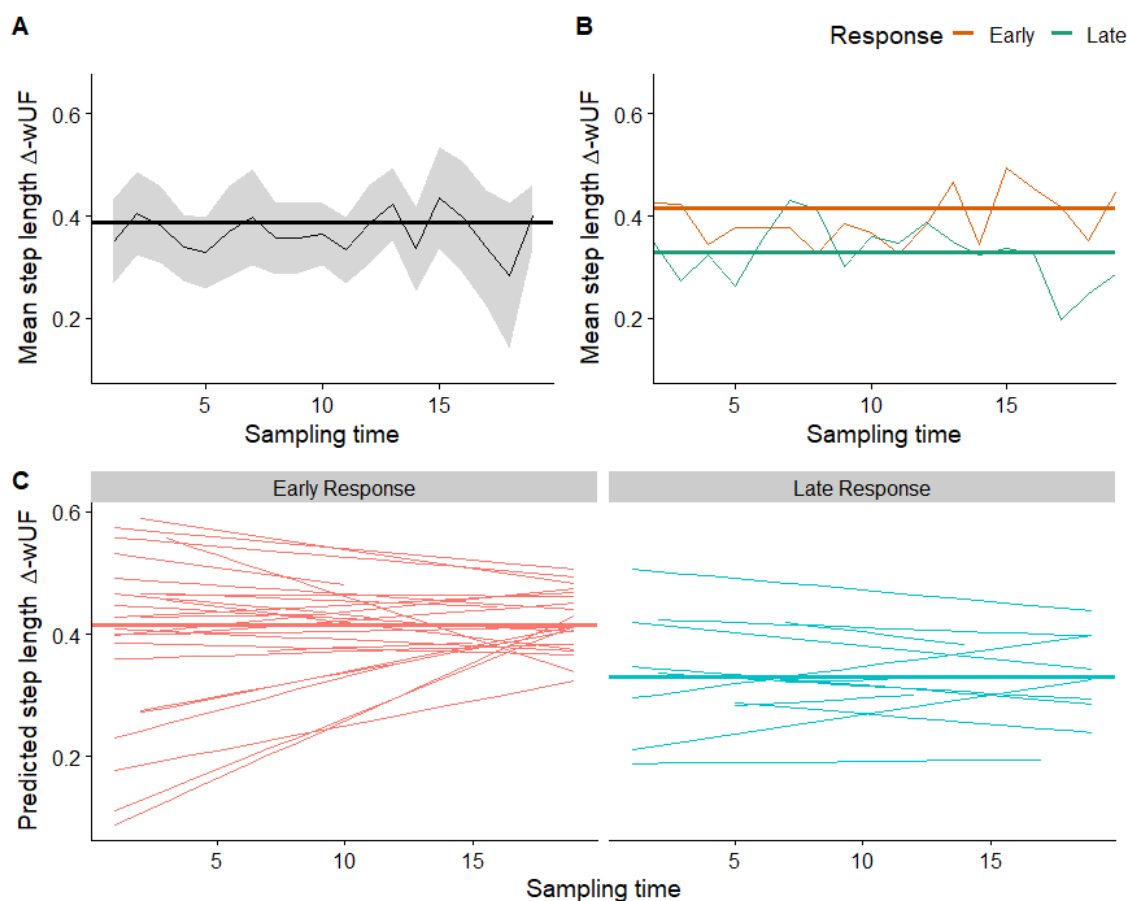 A
Mean step length Δ-wUF
0.6
0.4
0.2
5
10
15
Sampling time
B
Response
Early
Late
Mean step length Δ-wUF
0.6
0.4
0.2
5
10
15
Sampling time
C
Early Response
Late Response
Predicted step length Δ-wUF
0.6
0.4
0.2
5
10
15
5
10
15
Sampling time